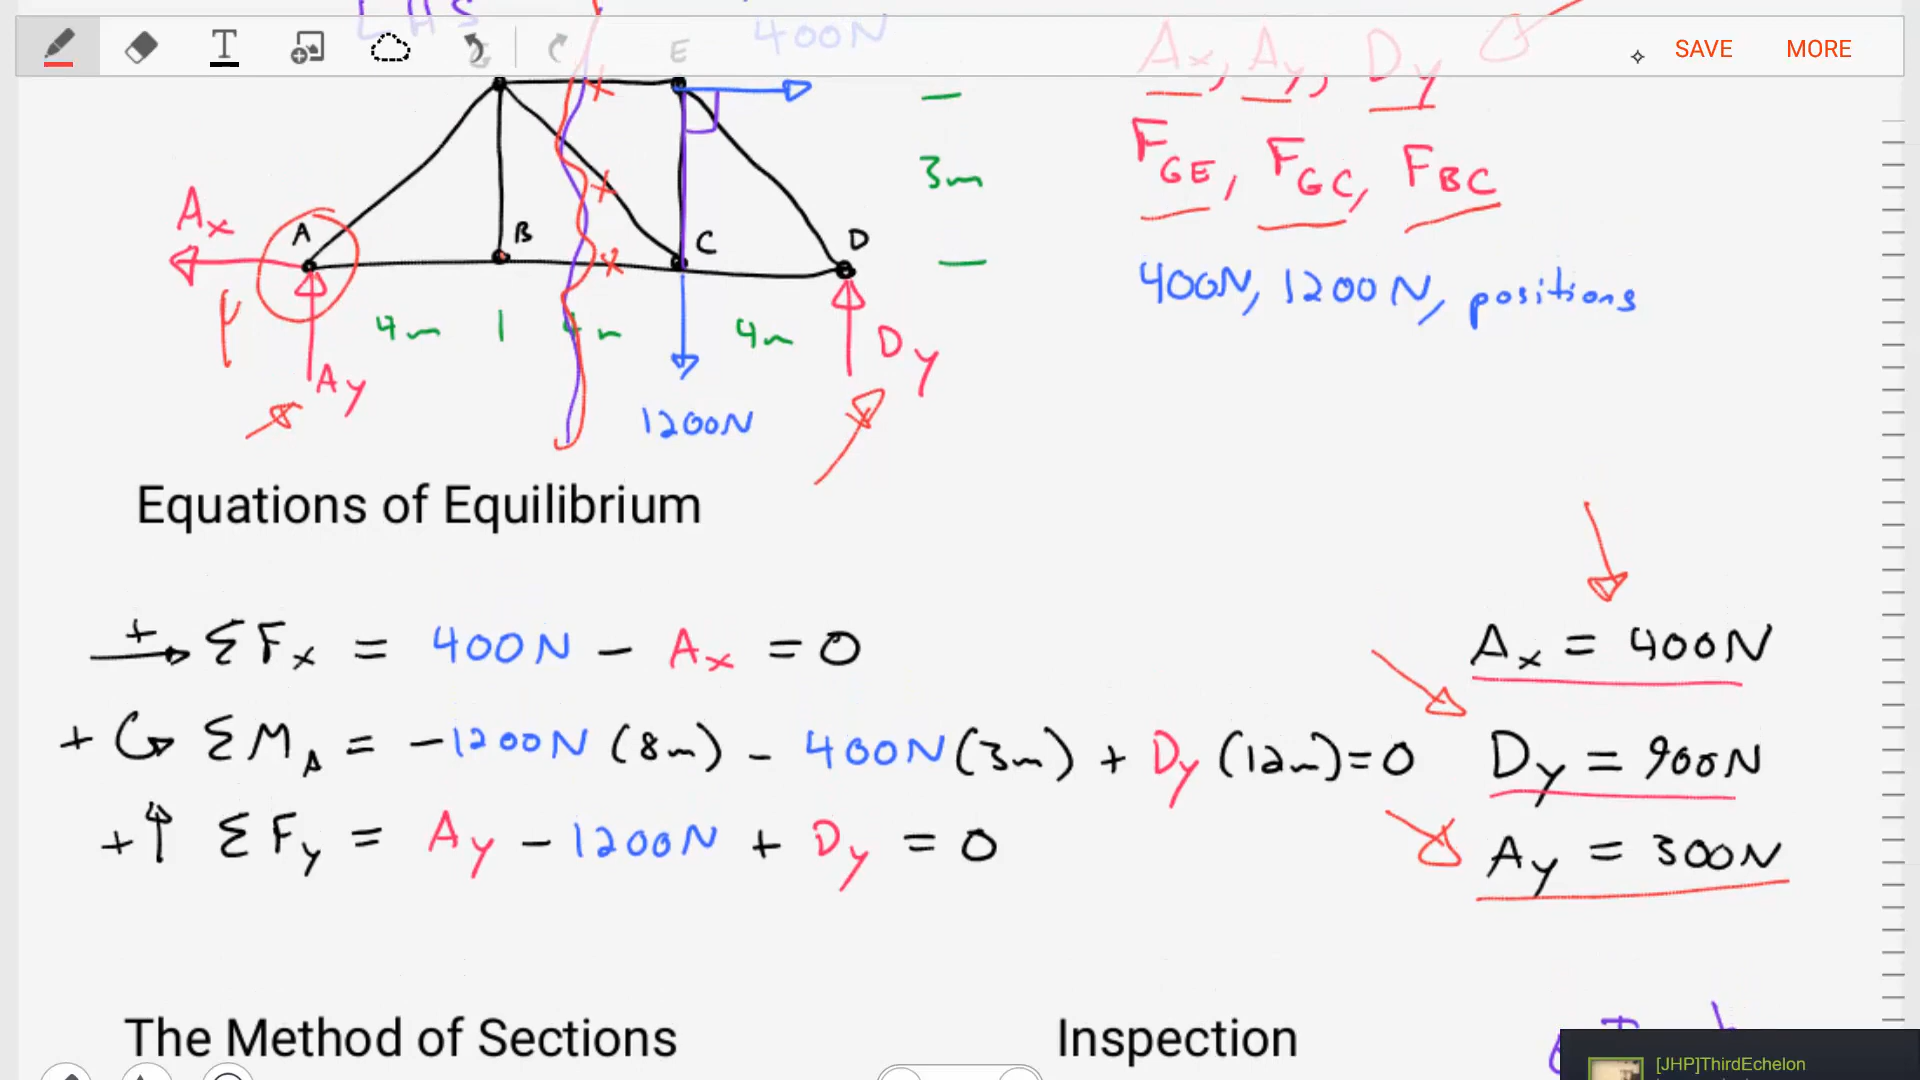 LHS
400N
E
SAVE
MORE
Ax, Ay, Dy
3m
FGE, FGC, FBC
Ax
A
B
C
D
400N, 1200N, positions
4m
4m
4m
Ay
Dy
1200N
Equations of Equilibrium
+ ΣFx = 400N - Ax = 0
Ax = 400N
+ ΣMA = -1200N (8m) - 400N (3m) + Dy (12m) = 0
Dy = 900N
+↑ ΣFy = Ay - 1200N + Dy = 0
Ay = 300N
The Method of Sections
Inspection
[JHP]ThirdEchelon